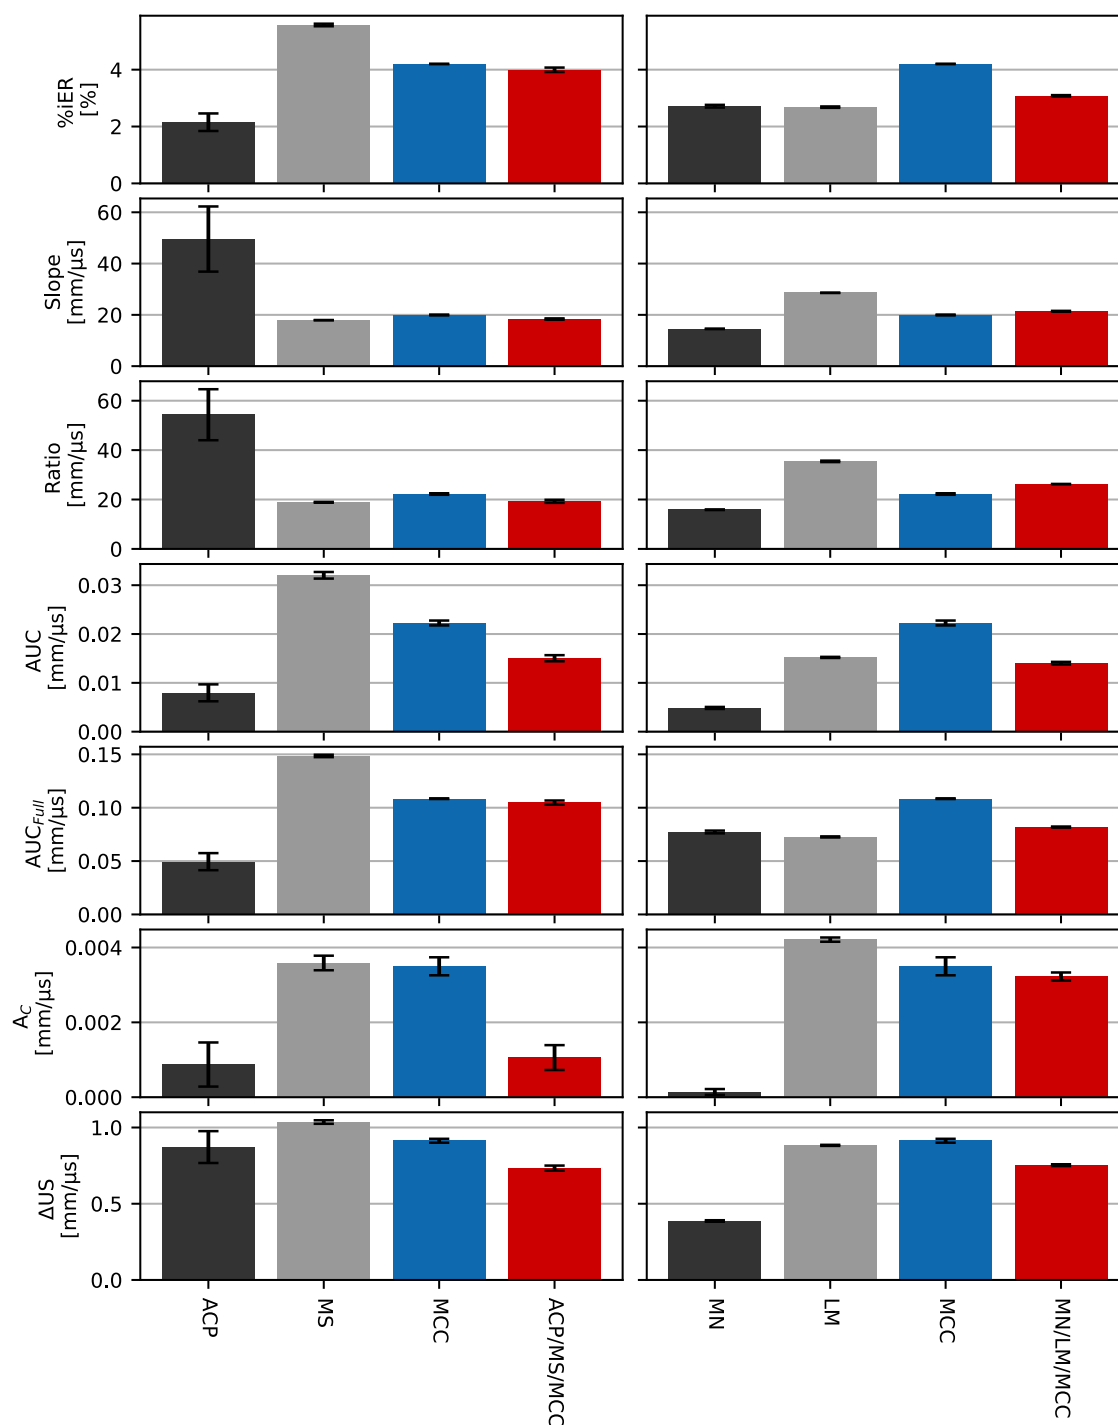 %iER
[%]
4
2
0
Slope
[mm/µs]
60
40
20
0
Ratio
[mm/µs]
60
40
20
0
AUC
[mm/µs]
0.03
0.02
0.01
0.00
AUC_Full
[mm/µs]
0.15
0.10
0.05
0.00
A_C
[mm/µs]
0.004
0.002
0.000
ΔUS
[mm/µs]
1.0
0.5
0.0
ACP
MS
MCC
ACP/MS/MCC
MN
LM
MCC
MN/LM/MCC